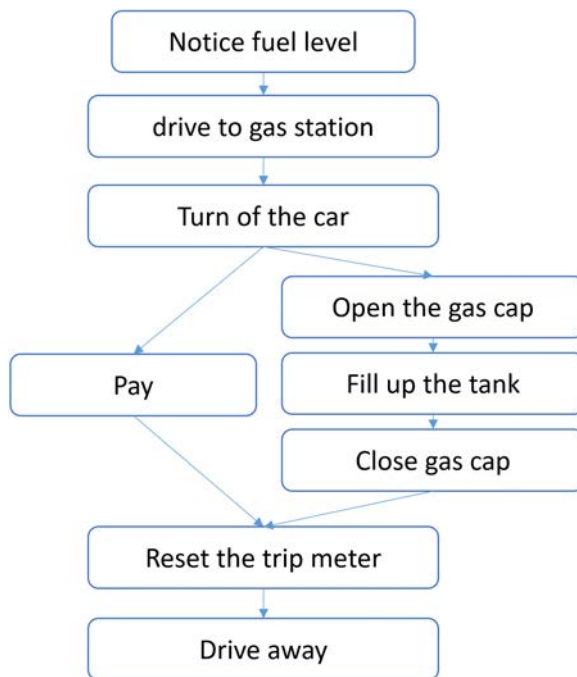 Notice fuel level
drive to gas station
Turn of the car
Open the gas cap
Pay
Fill up the tank
Close gas cap
Reset the trip meter
Drive away